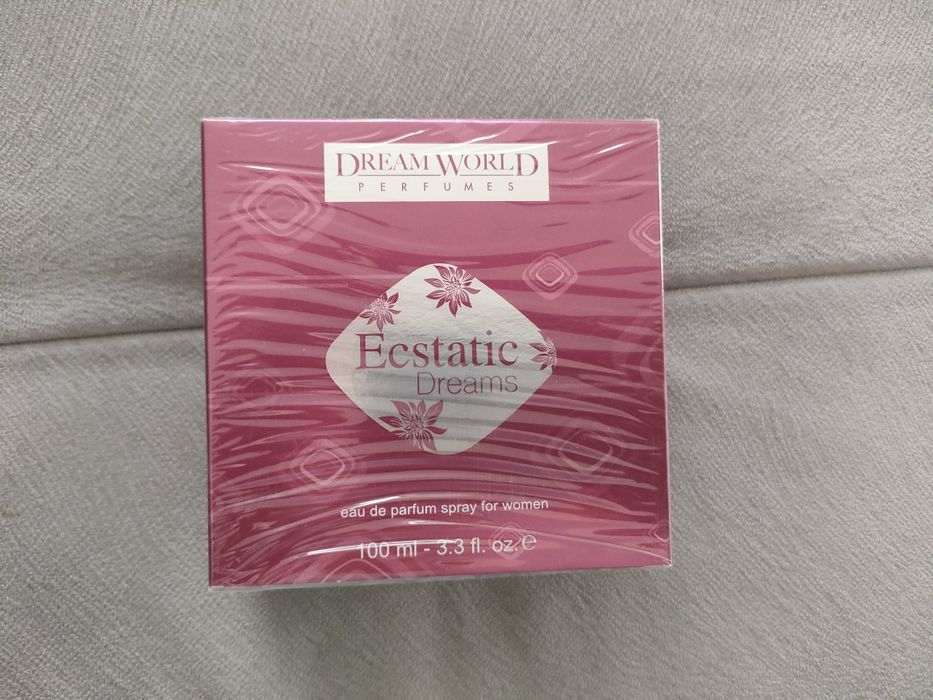 DREAM WORLD
PERFUMES
Ecstatic
Dreams
eau de parfum spray for women
100 ml - 3.3 fl. oz. ℮